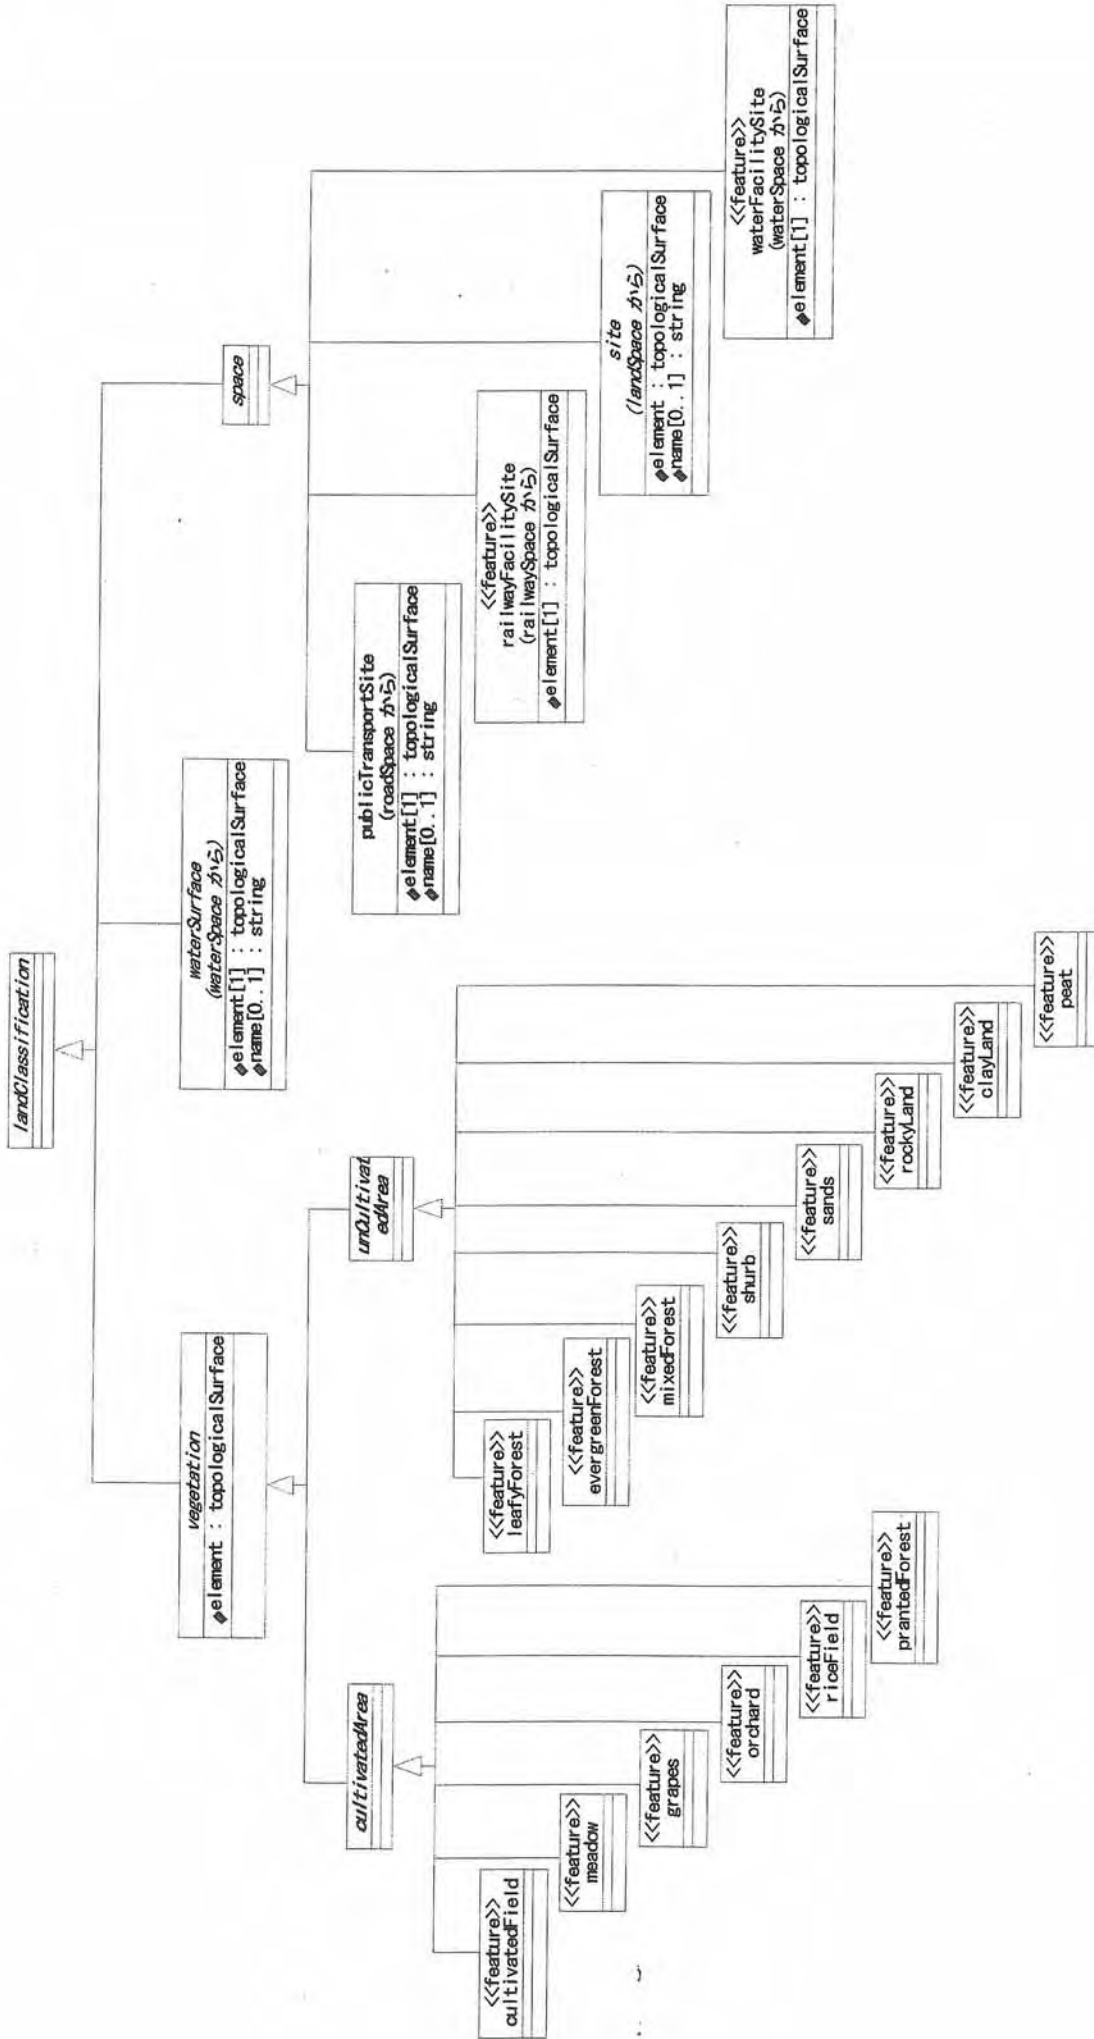 landClassification
vegetation
element : topologicalSurface
waterSurface
(waterSpace から)
element[1] : topologicalSurface
name[0..1] : string
space
cultivatedArea
unCultivat
edArea
<<feature>>
cultivatedField
<<feature>>
meadow
<<feature>>
grapes
<<feature>>
orchard
<<feature>>
riceField
<<feature>>
prantedForest
<<feature>>
leafyForest
<<feature>>
evergreenForest
<<feature>>
mixedForest
<<feature>>
shurb
<<feature>>
sands
<<feature>>
rockyLand
<<feature>>
clayLand
<<feature>>
peat
publicTransportSite
(roadSpace から)
element[1] : topologicalSurface
name[0..1] : string
<<feature>>
railwayFacilitySite
(railwaySpace から)
element[1] : topologicalSurface
site
(landSpace から)
element : topologicalSurface
name[0..1] : string
<<feature>>
waterFacilitySite
(waterSpace から)
element[1] : topologicalSurface